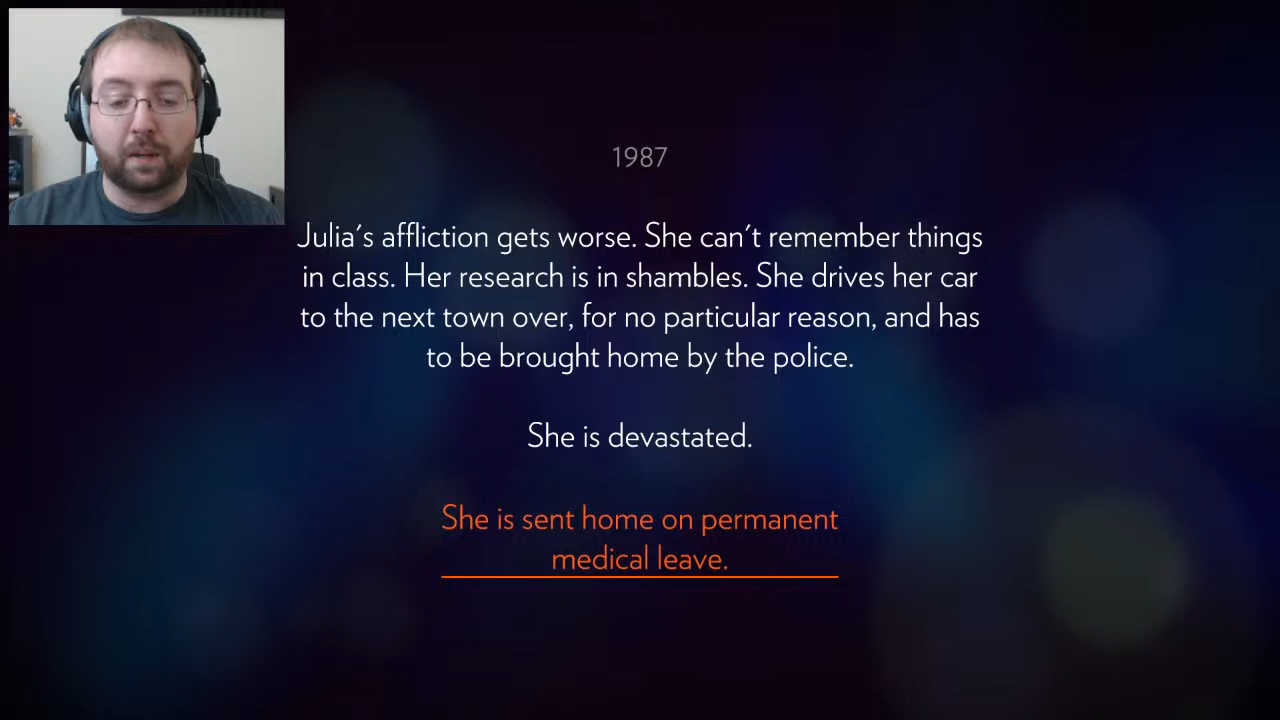 1987
Julia's affliction gets worse. She can't remember things
in class. Her research is in shambles. She drives her car
to the next town over, for no particular reason, and has
to be brought home by the police.
She is devastated.
She is sent home on permanent
medical leave.